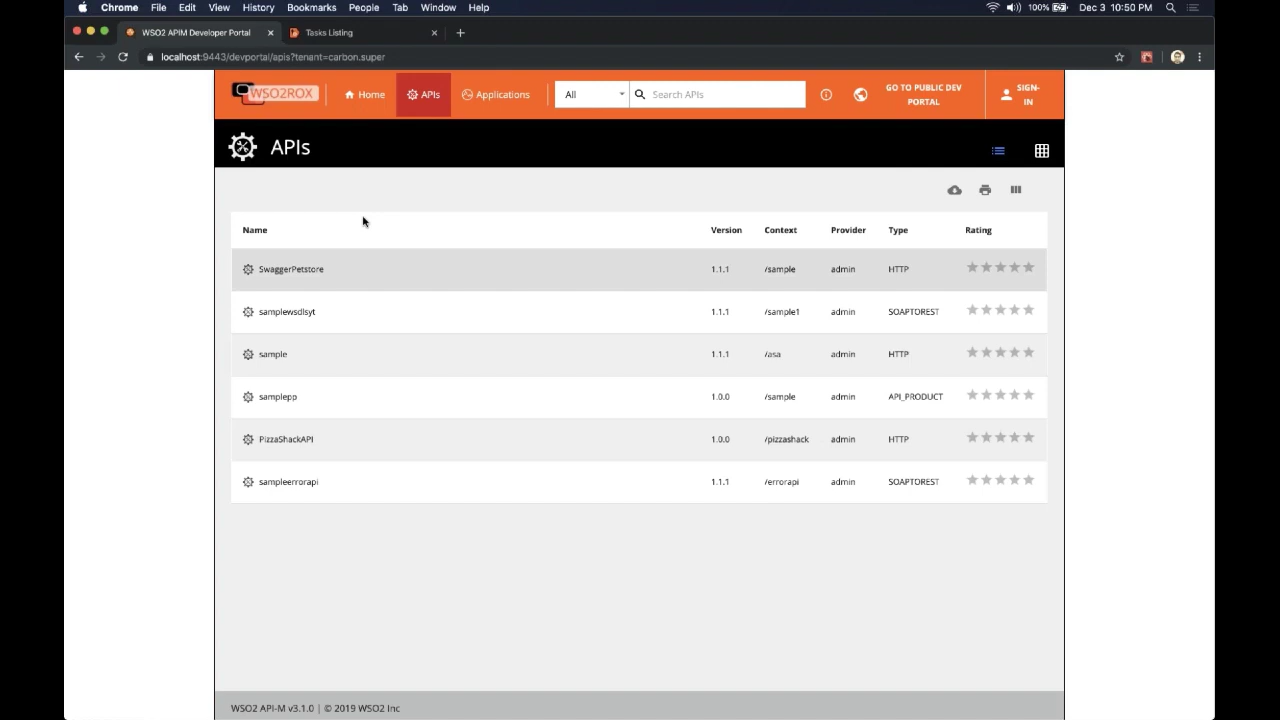 Chrome File Edit View History Bookmarks People Tab Window Help 100% Dec 3 10:50 PM
WSO2 APIM Developer Portal Tasks Listing
localhost:9443/devportal/apis?tenant=carbon.super
WSO2ROX Home APIs Applications All Search APIs GO TO PUBLIC DEV PORTAL SIGN-IN
APIs
Name Version Context Provider Type Rating
SwaggerPetstore 1.1.1 /sample admin HTTP
samplewsdlsyt 1.1.1 /sample1 admin SOAPTOREST
sample 1.1.1 /asa admin HTTP
samplepp 1.0.0 /sample admin API_PRODUCT
PizzaShackAPI 1.0.0 /pizzashack admin HTTP
sampleerrorapi 1.1.1 /errorapi admin SOAPTOREST
WSO2 API-M v3.1.0 | © 2019 WSO2 Inc